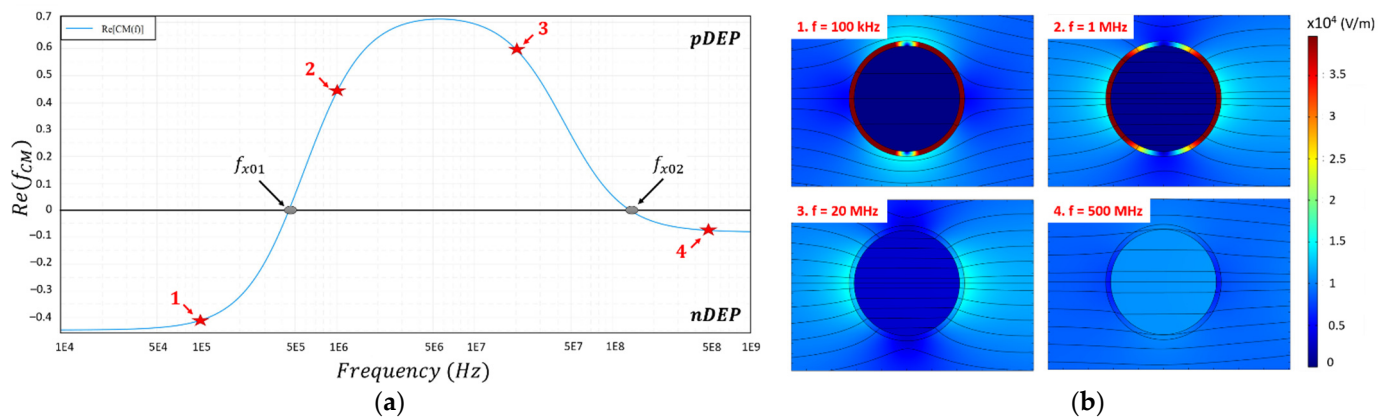 Re[CM(f)]
pDEP
nDEP
0.7
0.6
0.5
0.4
0.3
0.2
0.1
0
−0.1
−0.2
−0.3
−0.4
Re(f_CM)
1
2
3
4
f_x01
f_x02
1E4
5E4
1E5
5E5
1E6
5E6
1E7
5E7
1E8
5E8
1E9
Frequency (Hz)
(a)
1. f = 100 kHz
2. f = 1 MHz
3. f = 20 MHz
4. f = 500 MHz
x10⁴ (V/m)
4
3.5
3
2.5
2
1.5
1
0.5
0
(b)